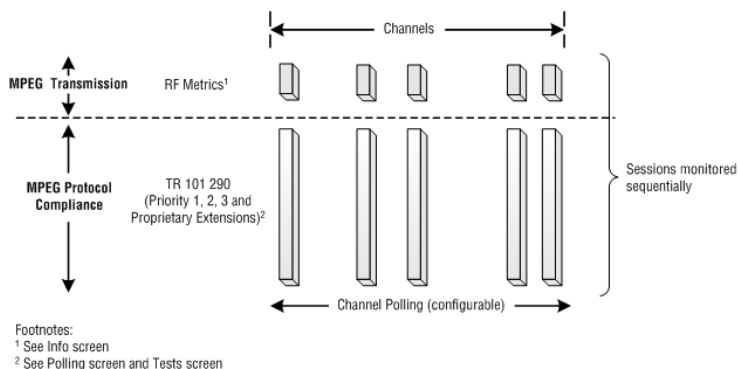 Channels
MPEG Transmission
RF Metrics¹
MPEG Protocol
Compliance
TR 101 290
(Priority 1, 2, 3 and
Proprietary Extensions)²
Sessions monitored
sequentially
Channel Polling (configurable)
Footnotes:
¹ See Info screen
² See Polling screen and Tests screen